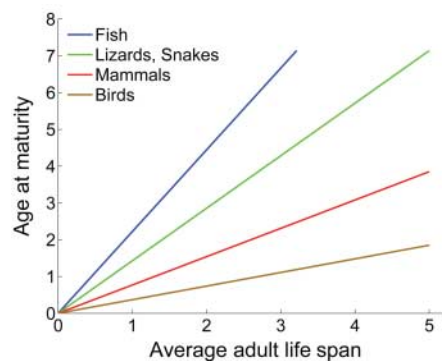 8
7
6
5
4
3
2
1
0
Age at maturity
Fish
Lizards, Snakes
Mammals
Birds
0 1 2 3 4 5
Average adult life span